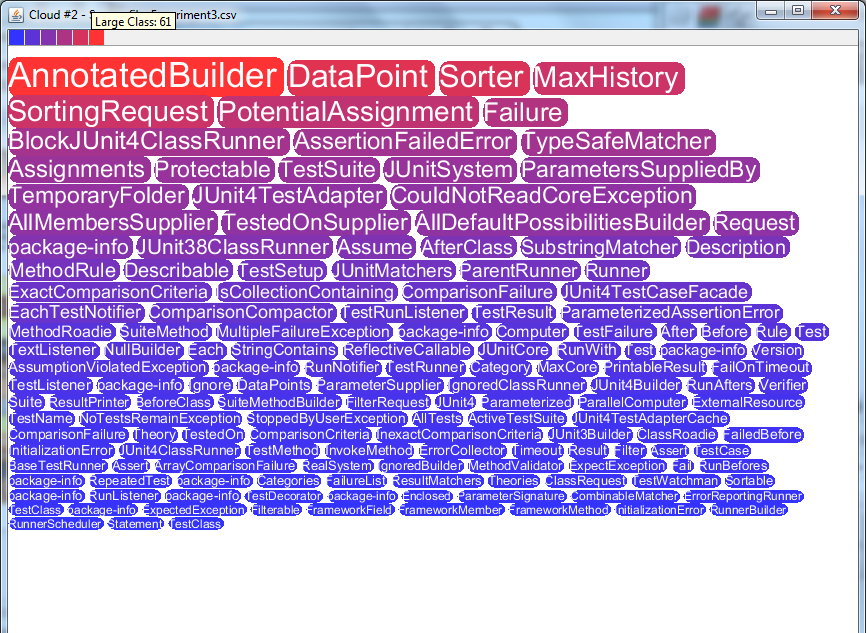 Cloud #2 - S
Experiment3.csv
Large Class: 61
AnnotatedBuilder DataPoint Sorter MaxHistory
SortingRequest PotentialAssignment Failure
BlockJUnit4ClassRunner AssertionFailedError TypeSafeMatcher
Assignments Protectable TestSuite JUnitSystem ParametersSuppliedBy
TemporaryFolder JUnit4TestAdapter CouldNotReadCoreException
AllMembersSupplier TestedOnSupplier AllDefaultPossibilitiesBuilder Request
package-info JUnit38ClassRunner Assume AfterClass SubstringMatcher Description
MethodRule Describable TestSetup JUnitMatchers ParentRunner Runner
ExactComparisonCriteria IsCollectionContaining ComparisonFailure JUnit4TestCaseFacade
EachTestNotifier ComparisonCompactor TestRunListener TestResult ParameterizedAssertionError
MethodRoadie SuiteMethod MultipleFailureException package-info Computer TestFailure After Before Rule Test
TextListener NullBuilder Each StringContains ReflectiveCallable JUnitCore RunWith Test package-info Version
AssumptionViolatedException package-info RunNotifier TestRunner Category MaxCore PrintableResult FailOnTimeout
TestListener package-info Ignore DataPoints ParameterSupplier IgnoredClassRunner JUnit4Builder RunAfters Verifier
Suite ResultPrinter BeforeClass SuiteMethodBuilder FilterRequest JUnit4 Parameterized ParallelComputer ExternalResource
TestName NoTestsRemainException StoppedByUserException AllTests ActiveTestSuite JUnit4TestAdapterCache
ComparisonFailure Theory TestedOn ComparisonCriteria InexactComparisonCriteria JUnit3Builder ClassRoadie FailedBefore
InitializationError JUnit4ClassRunner TestMethod InvokeMethod ErrorCollector Timeout Result Filter Assert TestCase
BaseTestRunner Assert ArrayComparisonFailure RealSystem IgnoredBuilder MethodValidator ExpectException Fail RunBefores
package-info RepeatedTest package-info Categories FailureList ResultMatchers Theories ClassRequest TestWatchman Sortable
package-info RunListener package-info TestDecorator package-info Enclosed ParameterSignature CombinableMatcher ErrorReportingRunner
TestClass package-info ExpectedException Filterable FrameworkField FrameworkMember FrameworkMethod InitializationError RunnerBuilder
RunnerScheduler Statement TestClass